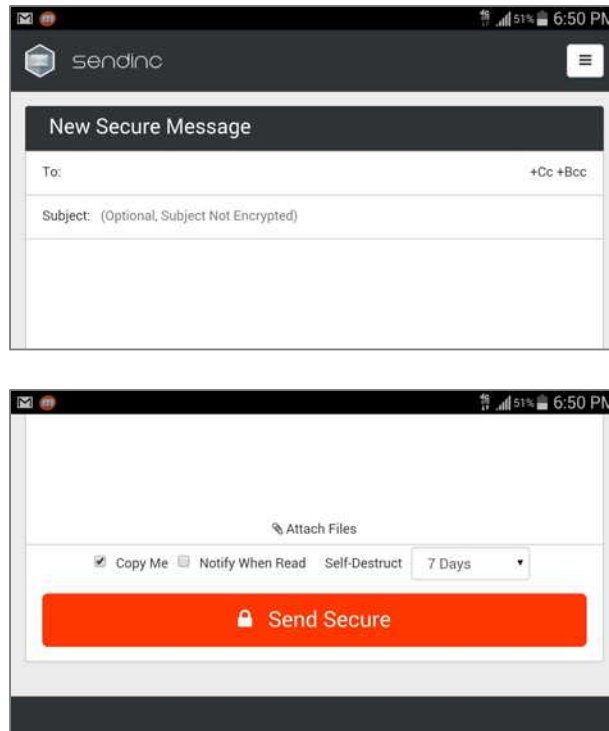 51% 6:50 PM
sendinc
New Secure Message
To: +Cc +Bcc
Subject: (Optional, Subject Not Encrypted)
51% 6:50 PM
Attach Files
Copy Me Notify When Read Self-Destruct 7 Days
Send Secure